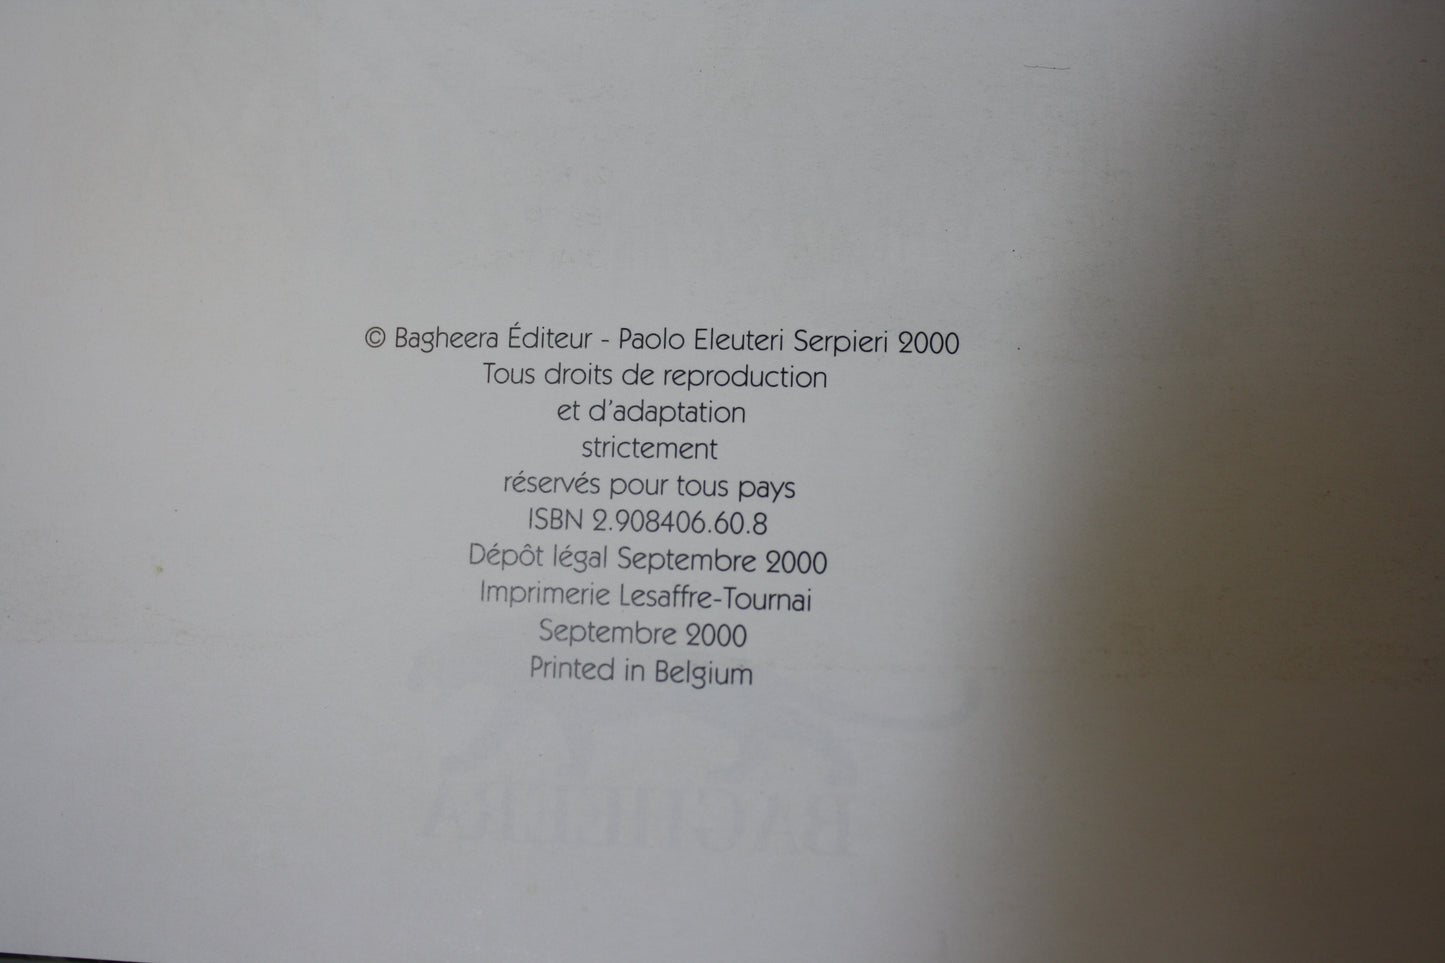 © Bagheera Éditeur - Paolo Eleuteri Serpieri 2000
Tous droits de reproduction
et d'adaptation
strictement
réservés pour tous pays
ISBN 2.908406.60.8
Dépôt légal Septembre 2000
Imprimerie Lesaffre-Tournai
Septembre 2000
Printed in Belgium
BAGHEERA